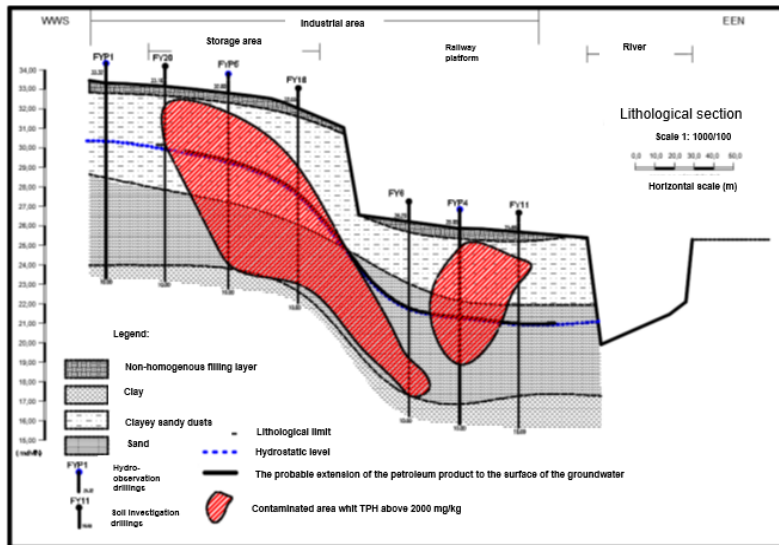 WWS
Industrial area
EEN
Storage area
Railway
platform
River
FYP1
FY20
FY18
34,00
33,00
32,00
31,00
30,00
29,00
28,00
27,00
26,00
25,00
24,00
23,00
22,00
21,00
20,00
19,00
18,00
17,00
16,00
15,00
Lithological section
Scale 1: 1000/100
0,0 10,0 20,0 30,0 40,0 50,0
Horizontal scale (m)
FY6
FYP4
FY11
Legend:
Non-homogenous filling layer
Clay
Clayey sandy dusts
Sand
FYP1
Hydro-
observation
drillings
FY11
Soil investigation
drillings
Lithological limit
Hydrostatic level
The probable extension of the petroleum product to the surface of the groundwater
Contaminated area whit TPH above 2000 mg/kg